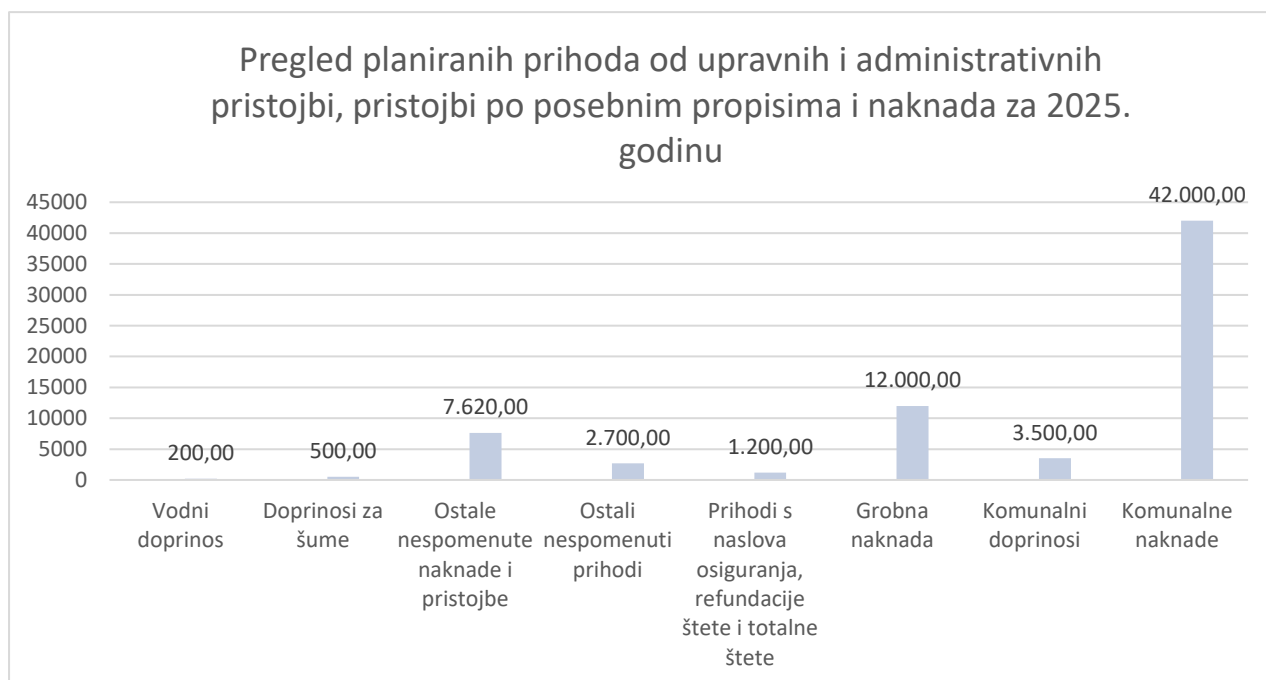 Pregled planiranih prihoda od upravnih i administrativnih
pristojbi, pristojbi po posebnim propisima i naknada za 2025.
godinu
45000
40000
35000
30000
25000
20000
15000
10000
5000
0
200,00
500,00
7.620,00
2.700,00
1.200,00
12.000,00
3.500,00
42.000,00
Vodni
doprinos
Doprinosi za
šume
Ostale
nespomenute
naknade i
pristojbe
Ostali
nespomenuti
prihodi
Prihodi s
naslova
osiguranja,
refundacije
štete i totalne
štete
Grobna
naknada
Komunalni
doprinosi
Komunalne
naknade